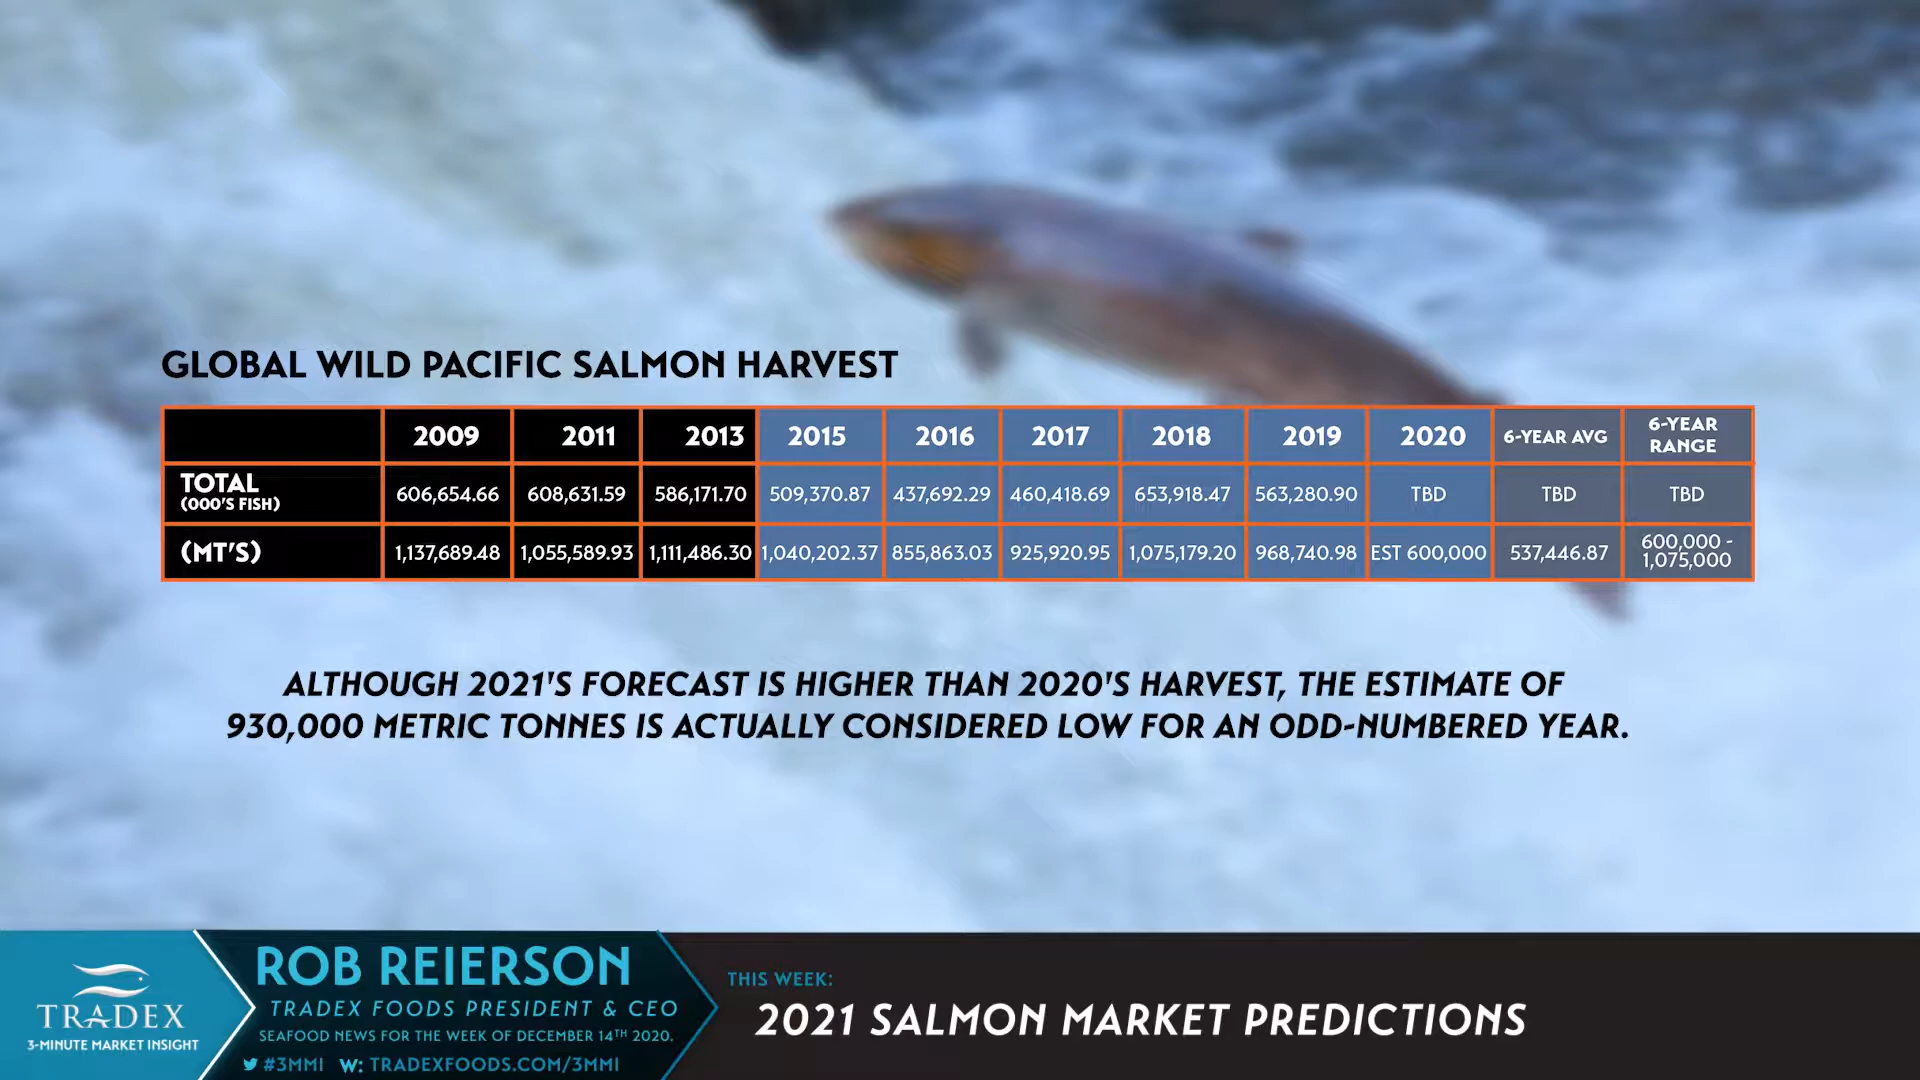 GLOBAL WILD PACIFIC SALMON HARVEST
2009 2011 2013 2015 2016 2017 2018 2019 2020 6-YEAR AVG 6-YEAR RANGE
TOTAL (000'S FISH) 606,654.66 608,631.59 586,171.70 509,370.87 437,692.29 460,418.69 653,918.47 563,280.90 TBD TBD TBD
(MT'S) 1,137,689.48 1,055,589.93 1,111,486.30 1,040,202.37 855,863.03 925,920.95 1,075,179.20 968,740.98 EST 600,000 537,446.87 600,000 - 1,075,000
ALTHOUGH 2021'S FORECAST IS HIGHER THAN 2020'S HARVEST, THE ESTIMATE OF
930,000 METRIC TONNES IS ACTUALLY CONSIDERED LOW FOR AN ODD-NUMBERED YEAR.
TRADEX
3-MINUTE MARKET INSIGHT
ROB REIERSON
TRADEX FOODS PRESIDENT & CEO
SEAFOOD NEWS FOR THE WEEK OF DECEMBER 14TH 2020.
#3MMI W: TRADEXFOODS.COM/3MMI
THIS WEEK:
2021 SALMON MARKET PREDICTIONS